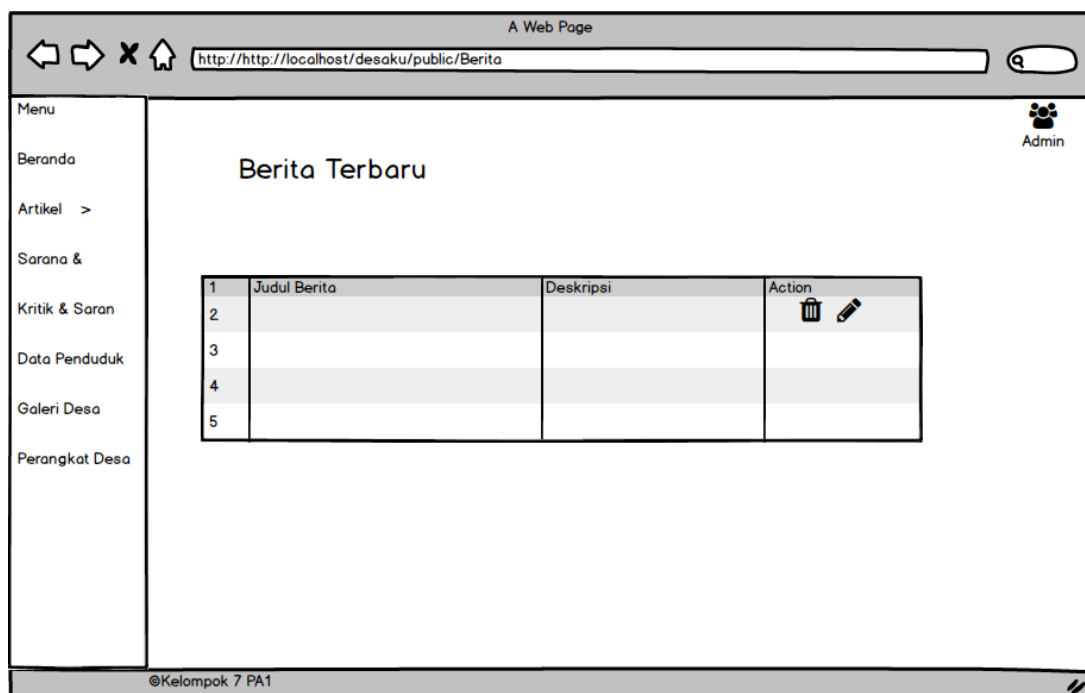 A Web Page
http://http://localhost/desaku/public/Berita
Menu
Admin
Beranda
Berita Terbaru
Artikel >
Sarana &
Kritik & Saran
Data Penduduk
Galeri Desa
Perangkat Desa
1 Judul Berita Deskripsi Action
2
3
4
5
©Kelompok 7 PA1